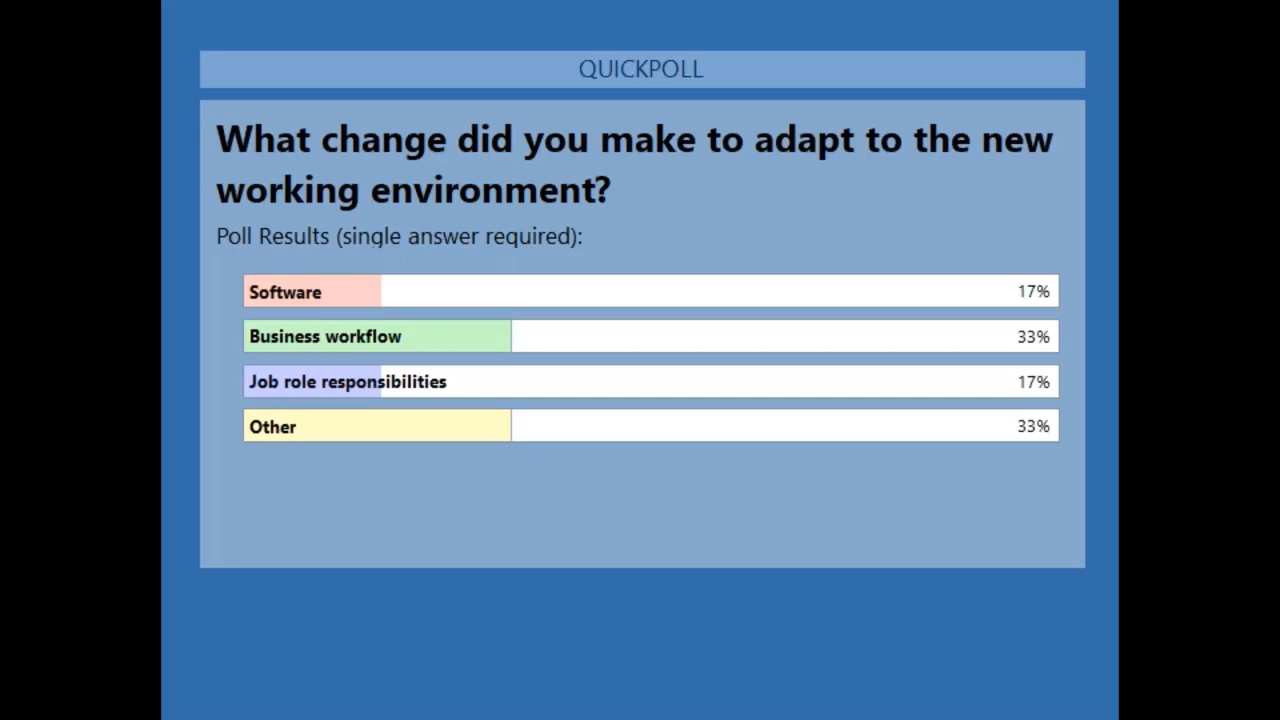 QUICKPOLL
What change did you make to adapt to the new
working environment?
Poll Results (single answer required):
Software 17%
Business workflow 33%
Job role responsibilities 17%
Other 33%